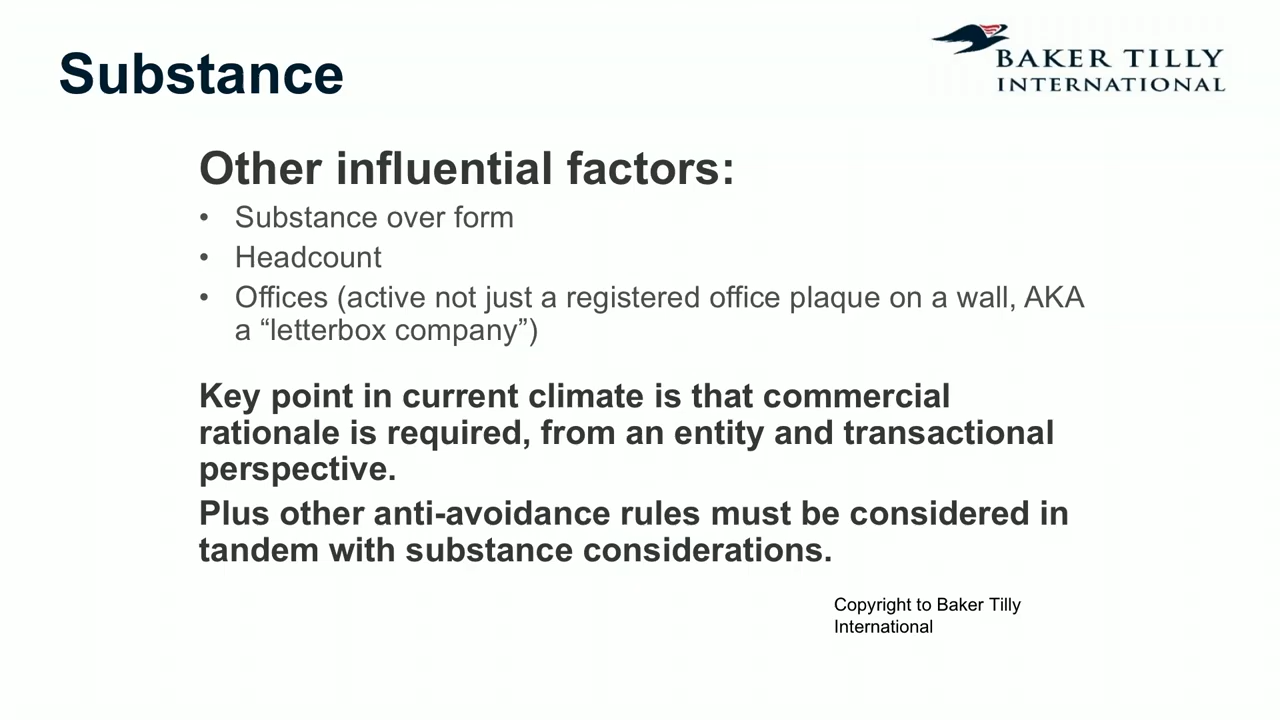 Substance
BAKER TILLY
INTERNATIONAL
Other influential factors:
• Substance over form
• Headcount
• Offices (active not just a registered office plaque on a wall, AKA
a “letterbox company”)
Key point in current climate is that commercial
rationale is required, from an entity and transactional
perspective.
Plus other anti-avoidance rules must be considered in
tandem with substance considerations.
Copyright to Baker Tilly
International